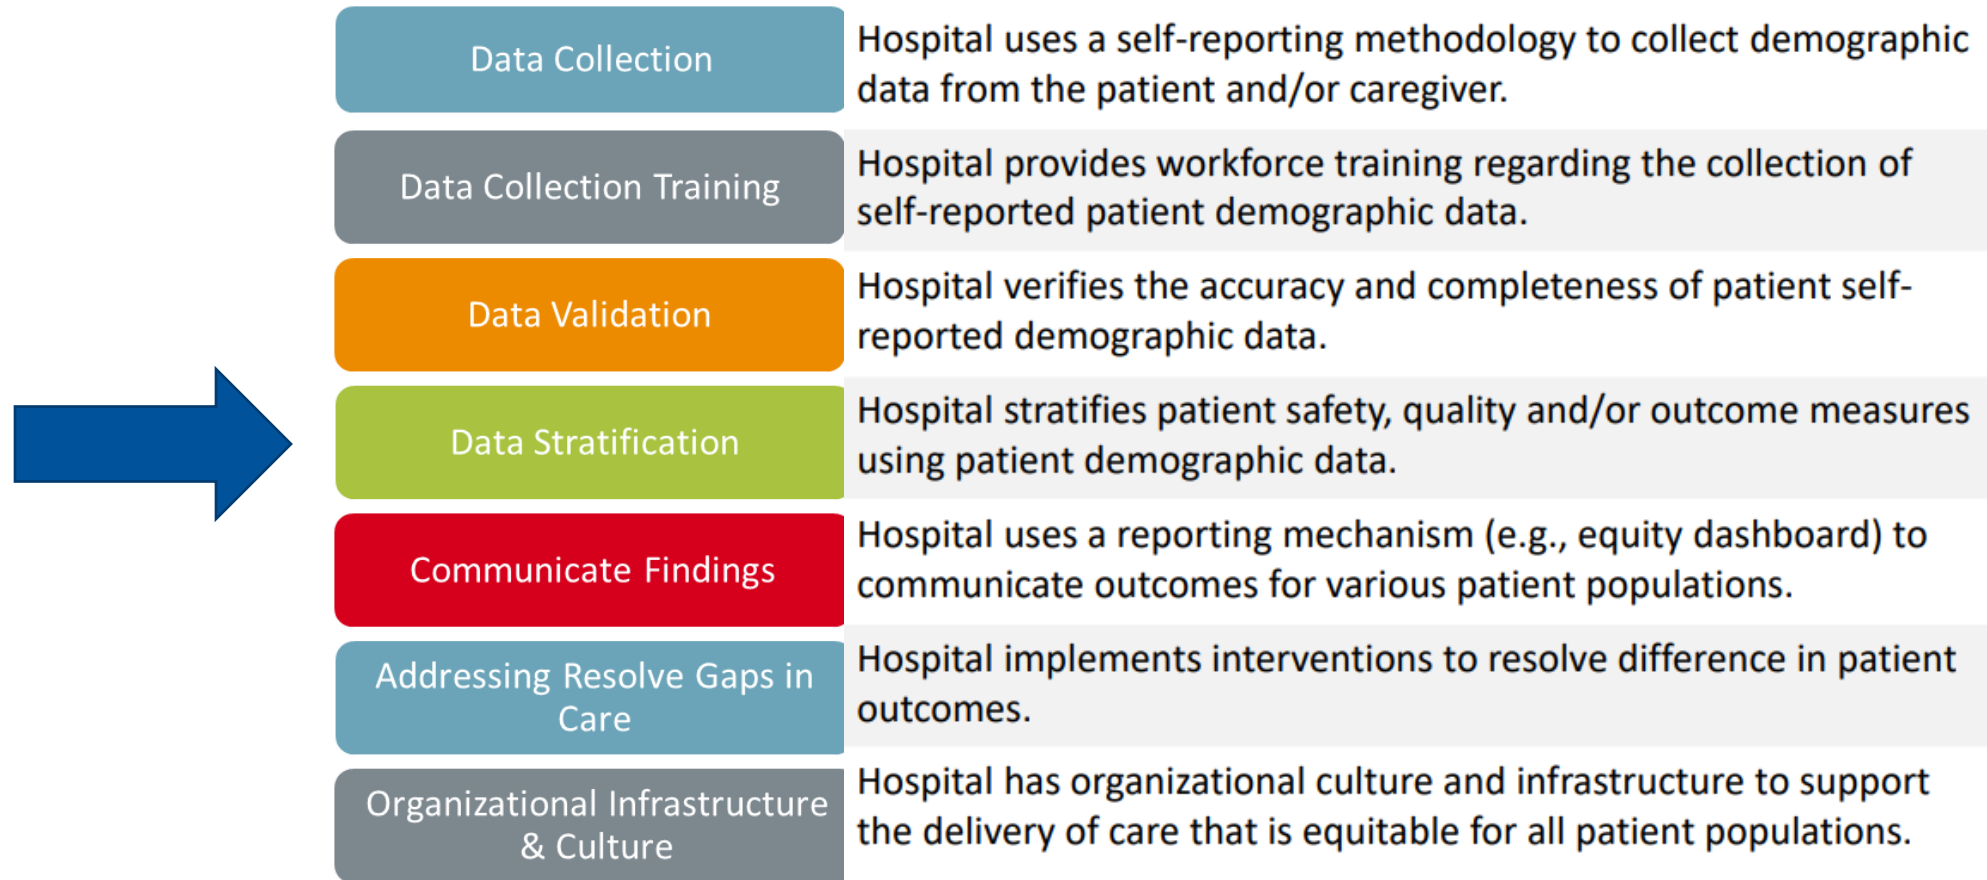 Data Collection
Hospital uses a self-reporting methodology to collect demographic
data from the patient and/or caregiver.
Data Collection Training
Hospital provides workforce training regarding the collection of
self-reported patient demographic data.
Data Validation
Hospital verifies the accuracy and completeness of patient self-
reported demographic data.
Data Stratification
Hospital stratifies patient safety, quality and/or outcome measures
using patient demographic data.
Communicate Findings
Hospital uses a reporting mechanism (e.g., equity dashboard) to
communicate outcomes for various patient populations.
Addressing Resolve Gaps in
Care
Hospital implements interventions to resolve difference in patient
outcomes.
Organizational Infrastructure
& Culture
Hospital has organizational culture and infrastructure to support
the delivery of care that is equitable for all patient populations.